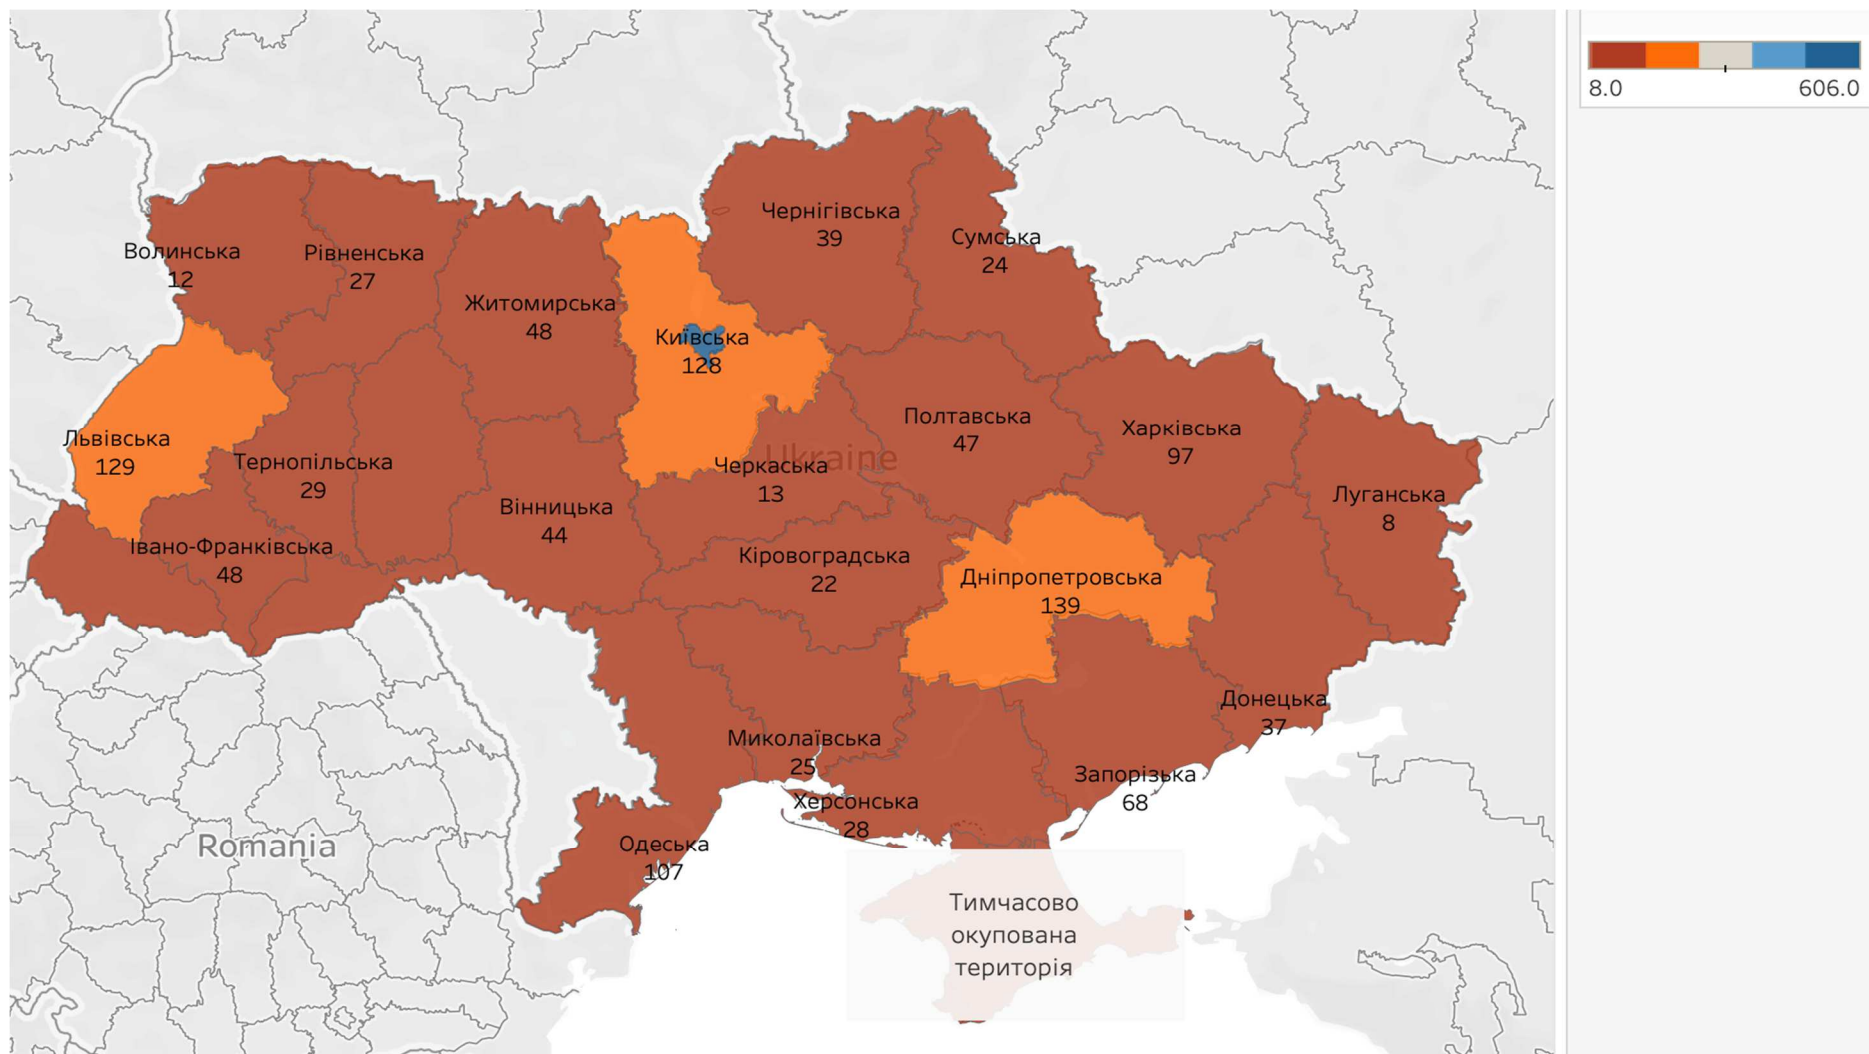 8.0
606.0
Чернігівська
39
Сумська
24
Волинська
12
Рівненська
27
Житомирська
48
Київська
128
Полтавська
47
Харківська
97
Львівська
129
Тернопільська
29
Ukraine
Черкаська
13
Луганська
8
Вінницька
44
Івано-Франківська
48
Кіровоградська
22
Дніпропетровська
139
Донецька
37
Миколаївська
25
Запорізька
68
Херсонська
28
Romania
Одеська
107
Тимчасово
окупована
територія